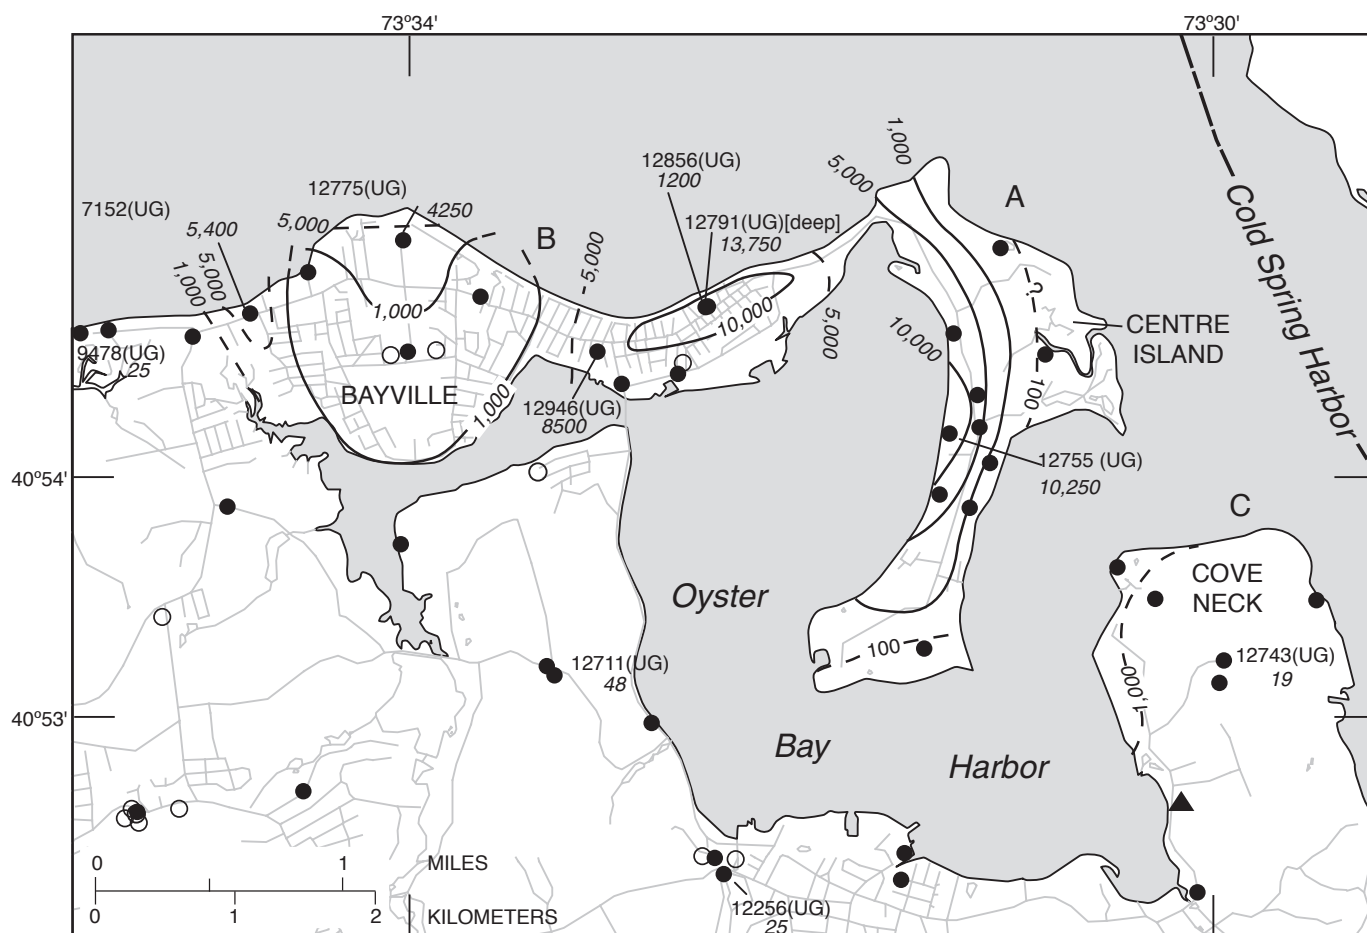 73º34'
73º30'
1,000
12856(UG)
1200
5,000
12775(UG)
4250
7152(UG)
5,400
5,000
12791(UG)[deep]
13,750
A
B
5,000
5,000
1,000
1,000
10,000
5,000
10,000
?
CENTRE
ISLAND
Cold Spring Harbor
9478(UG)
25
BAYVILLE
1,000
12946(UG)
8500
100
12755 (UG)
10,250
40º54'
C
COVE
NECK
Oyster
100
12743(UG)
19
12711(UG)
48
1,000
40º53'
Bay
Harbor
0
1
MILES
0
1
2
KILOMETERS
12256(UG)
25